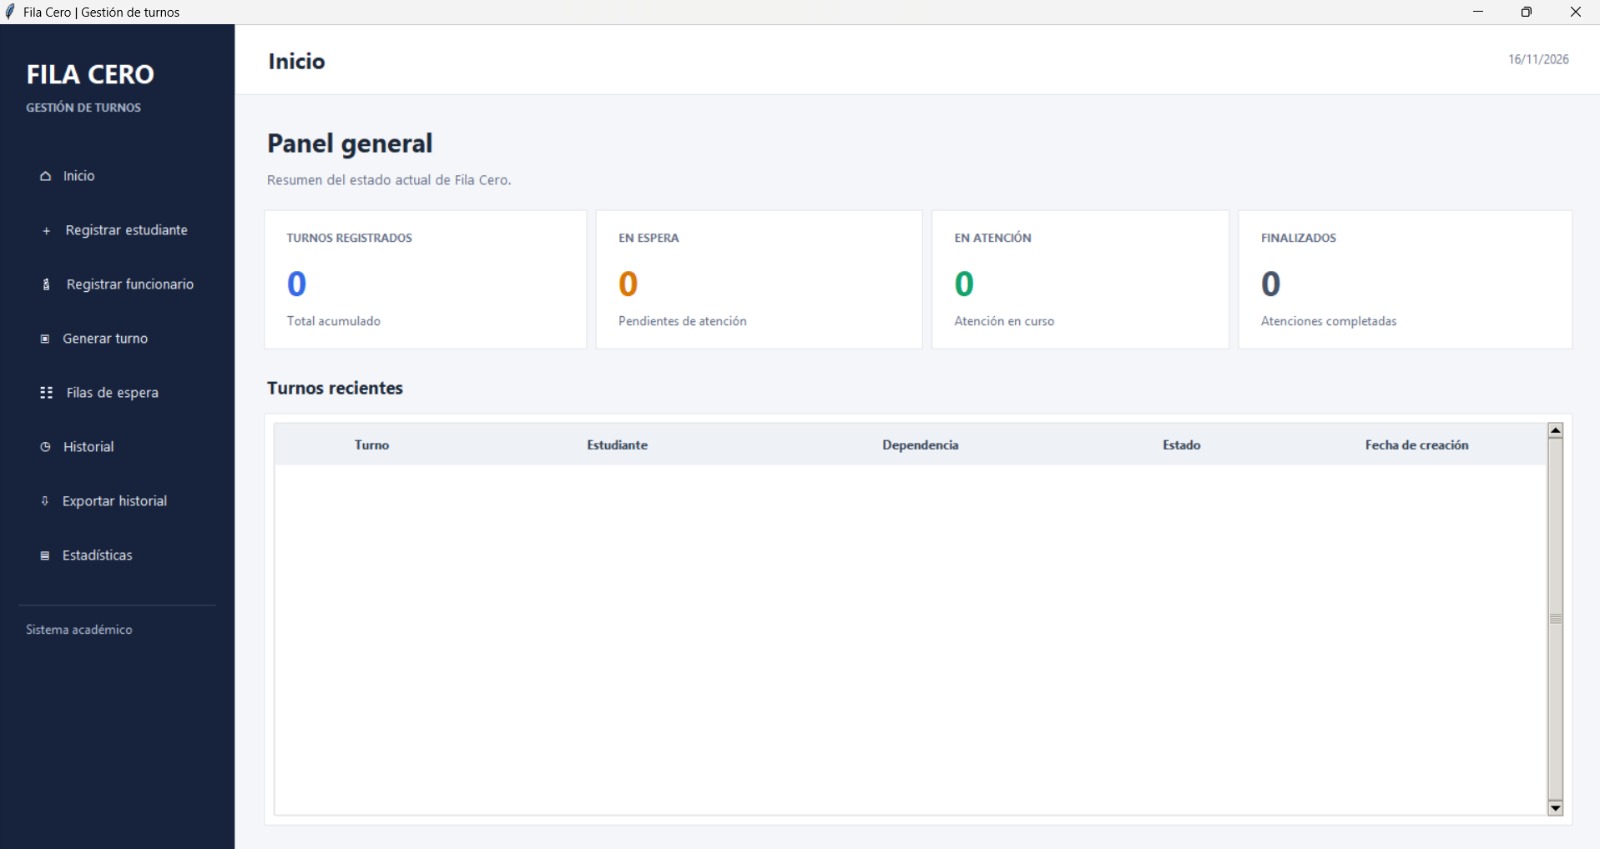 Fila Cero | Gestión de turnos
FILA CERO
GESTIÓN DE TURNOS
Inicio
Registrar estudiante
Registrar funcionario
Generar turno
Filas de espera
Historial
Exportar historial
Estadísticas
Sistema académico
Inicio
16/11/2026
Panel general
Resumen del estado actual de Fila Cero.
TURNOS REGISTRADOS
0
Total acumulado
EN ESPERA
0
Pendientes de atención
EN ATENCIÓN
0
Atención en curso
FINALIZADOS
0
Atenciones completadas
Turnos recientes
Turno Estudiante Dependencia Estado Fecha de creación